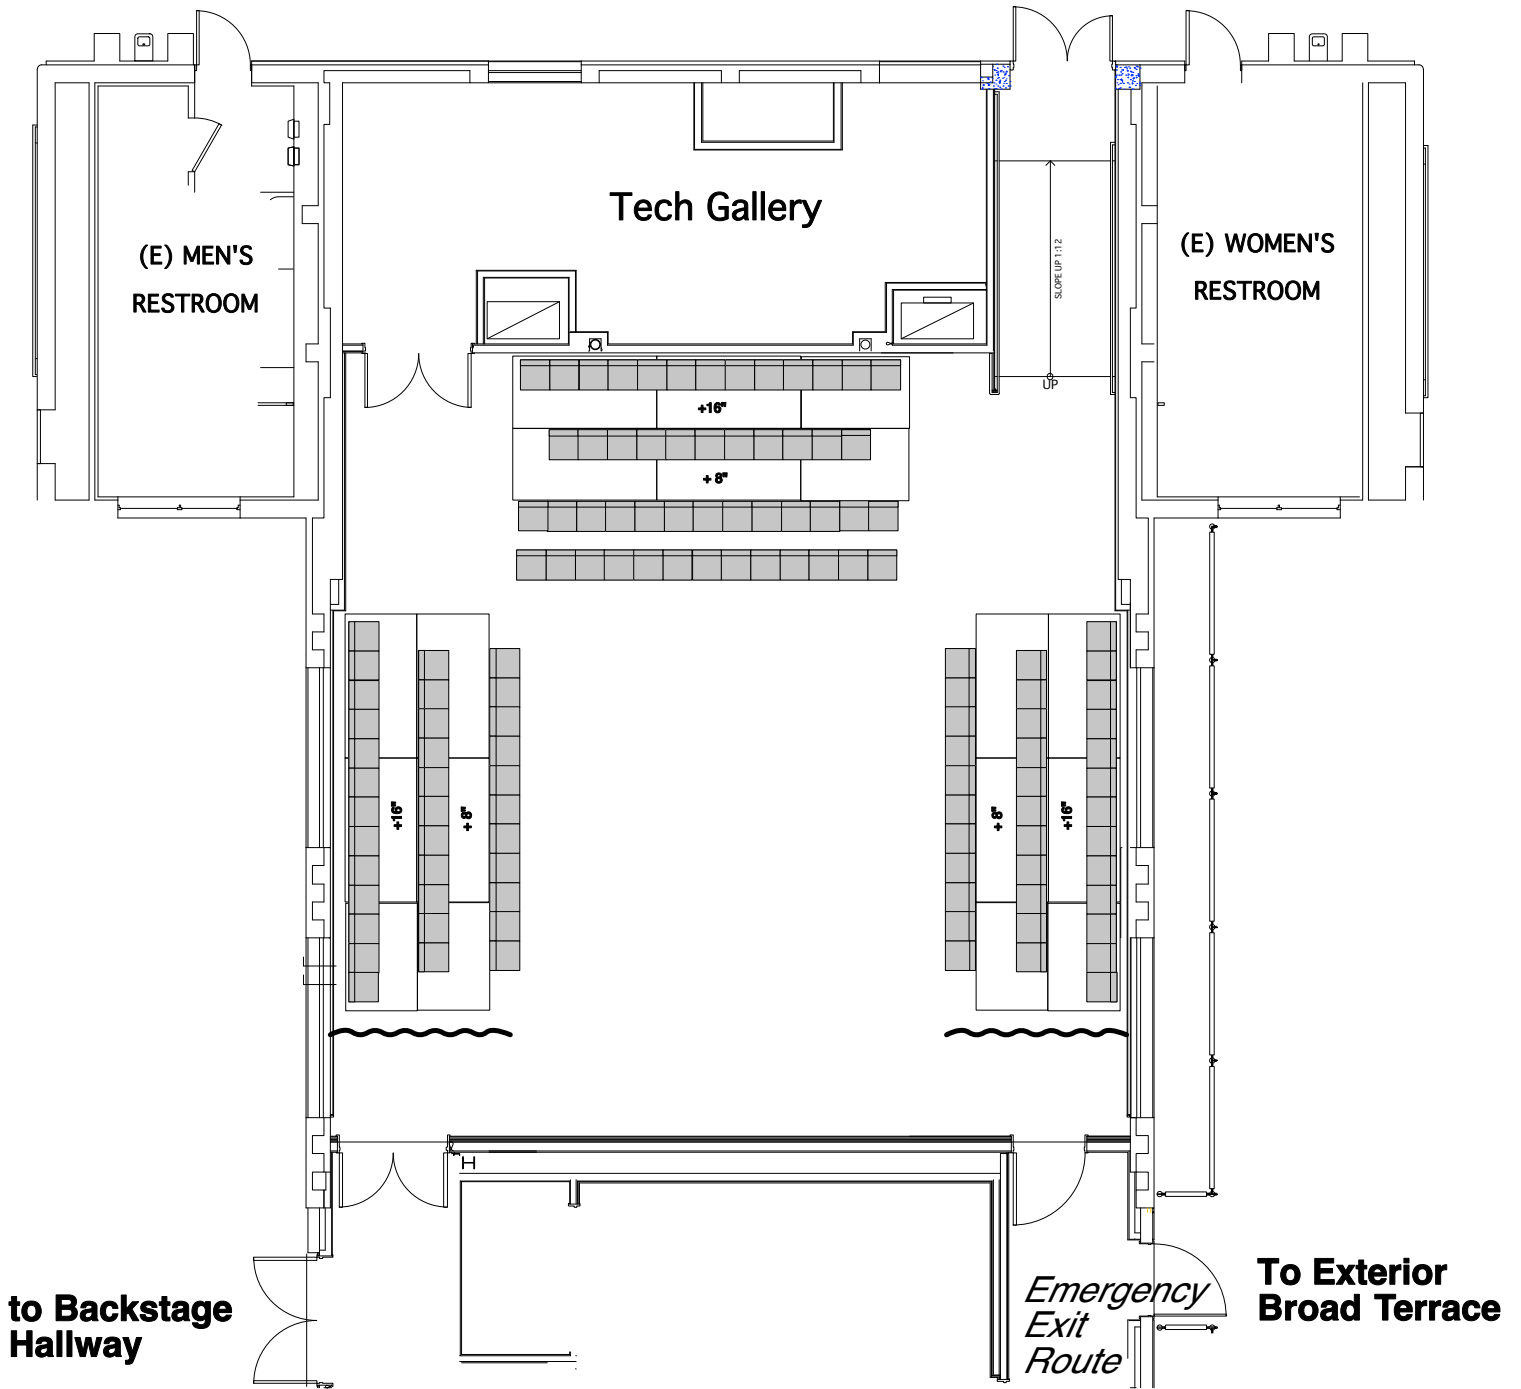 Tech Gallery
(E) MEN'S
RESTROOM
(E) WOMEN'S
RESTROOM
SLOPE UP 1:12
UP
+16"
+ 8"
+16"
+ 8"
+ 8"
+16"
H
to Backstage
Hallway
Emergency
Exit
Route
To Exterior
Broad Terrace